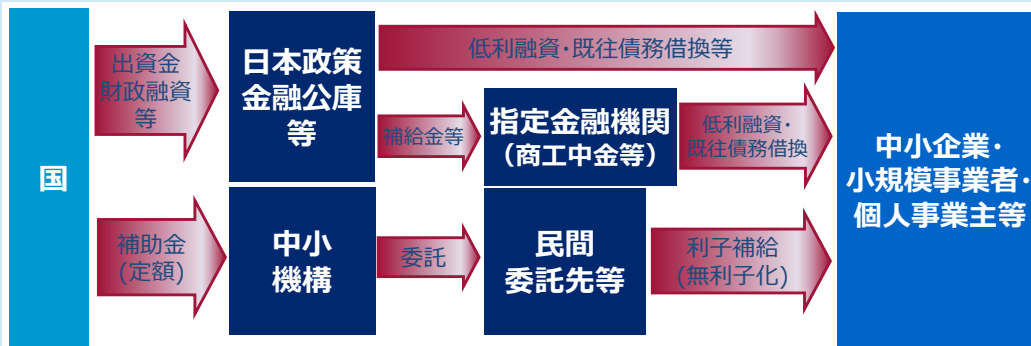 国
出資金
財政融資
等
日本政策
金融公庫
等
低利融資・既往債務借換等
補給金等
指定金融機関
（商工中金等）
低利融資・
既往債務借換
補助金
(定額)
中小
機構
委託
民間
委託先等
利子補給
(無利子化)
中小企業・
小規模事業者・
個人事業主等